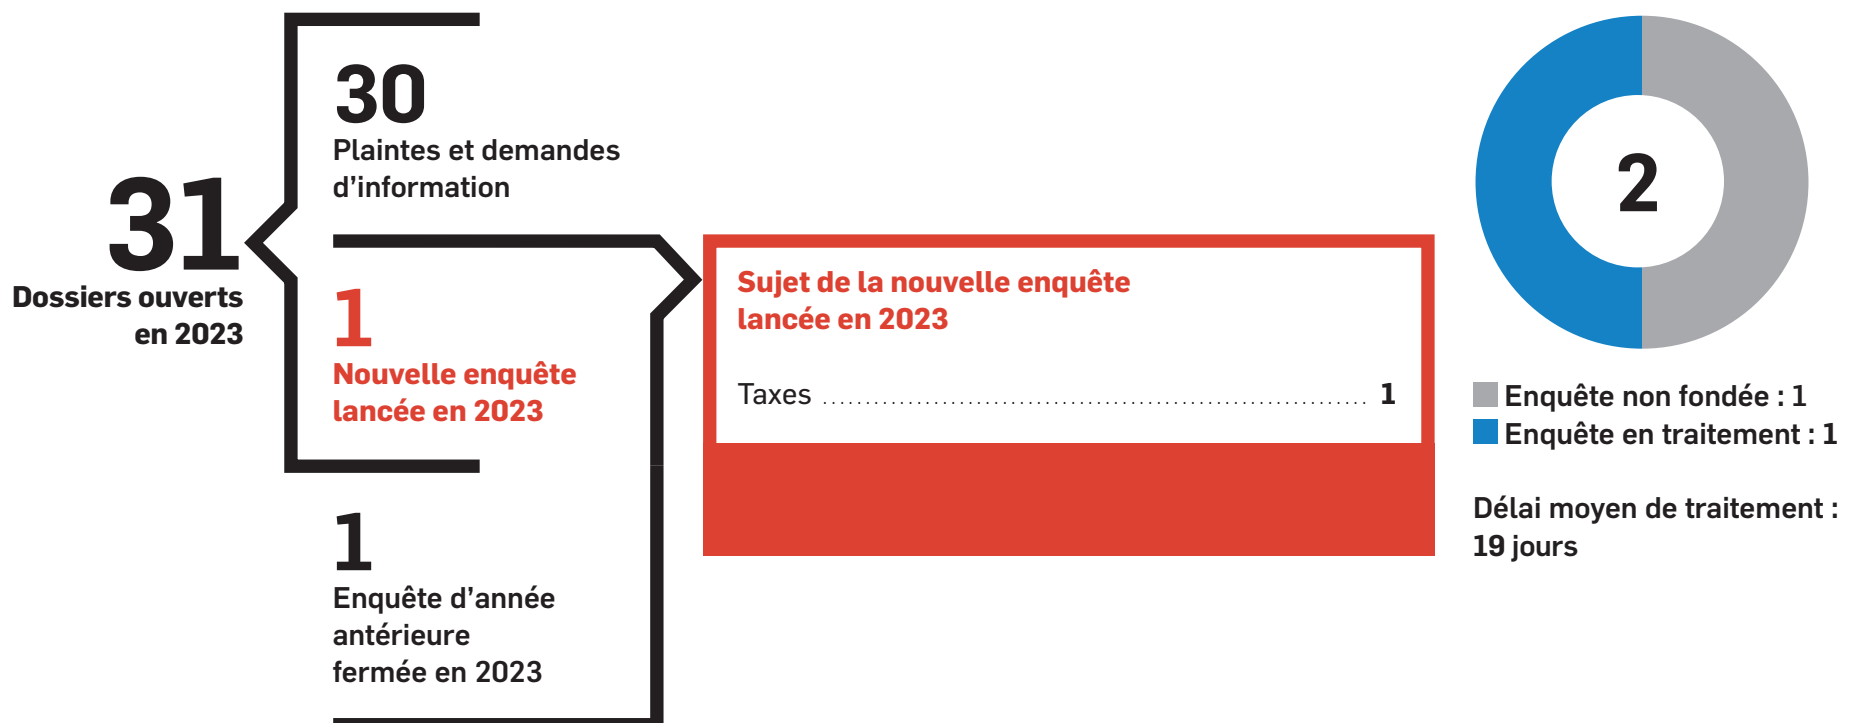 31
Dossiers ouverts
en 2023
30
Plaintes et demandes
d’information
1
Nouvelle enquête
lancée en 2023
1
Enquête d’année
antérieure
fermée en 2023
Sujet de la nouvelle enquête
lancée en 2023
Taxes ........................................................... 1
2
Enquête non fondée : 1
Enquête en traitement : 1
Délai moyen de traitement :
19 jours